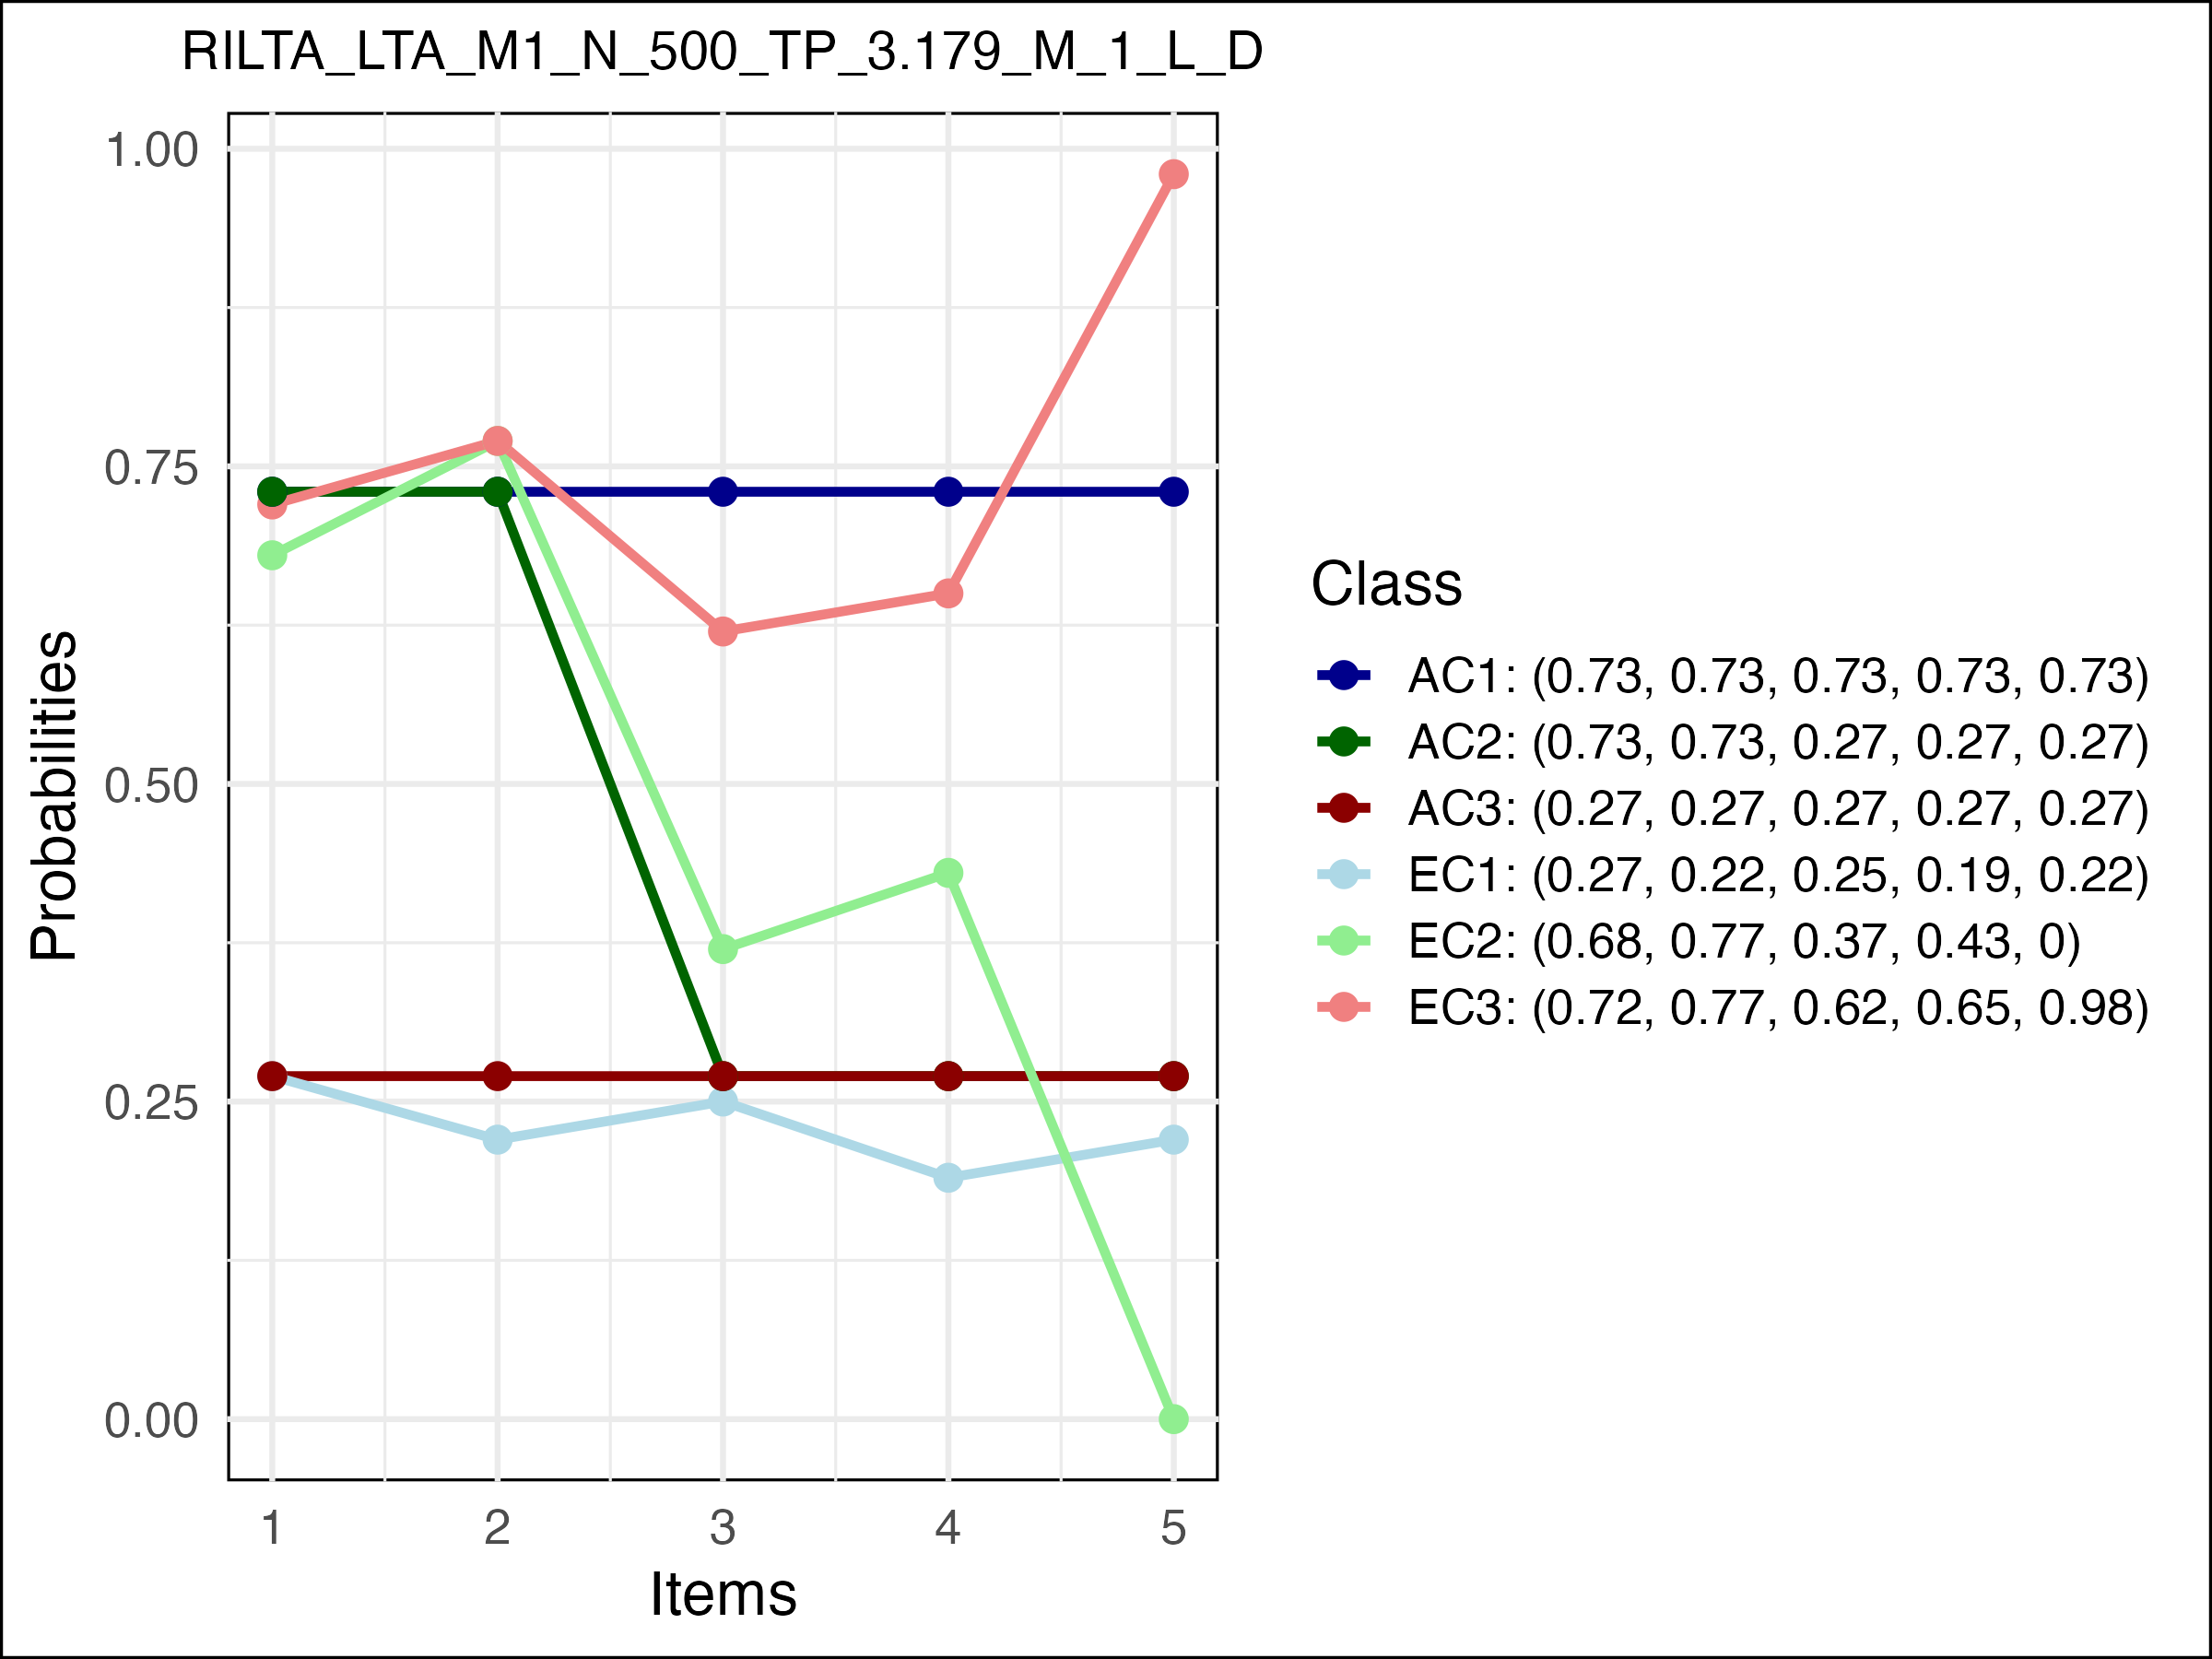 RILTA_LTA_M1_N_500_TP_3.179_M_1_L_D
1.00
0.75
0.50
0.25
0.00
Probabilities
1 2 3 4 5
Items
Class
AC1: (0.73, 0.73, 0.73, 0.73, 0.73)
AC2: (0.73, 0.73, 0.27, 0.27, 0.27)
AC3: (0.27, 0.27, 0.27, 0.27, 0.27)
EC1: (0.27, 0.22, 0.25, 0.19, 0.22)
EC2: (0.68, 0.77, 0.37, 0.43, 0)
EC3: (0.72, 0.77, 0.62, 0.65, 0.98)